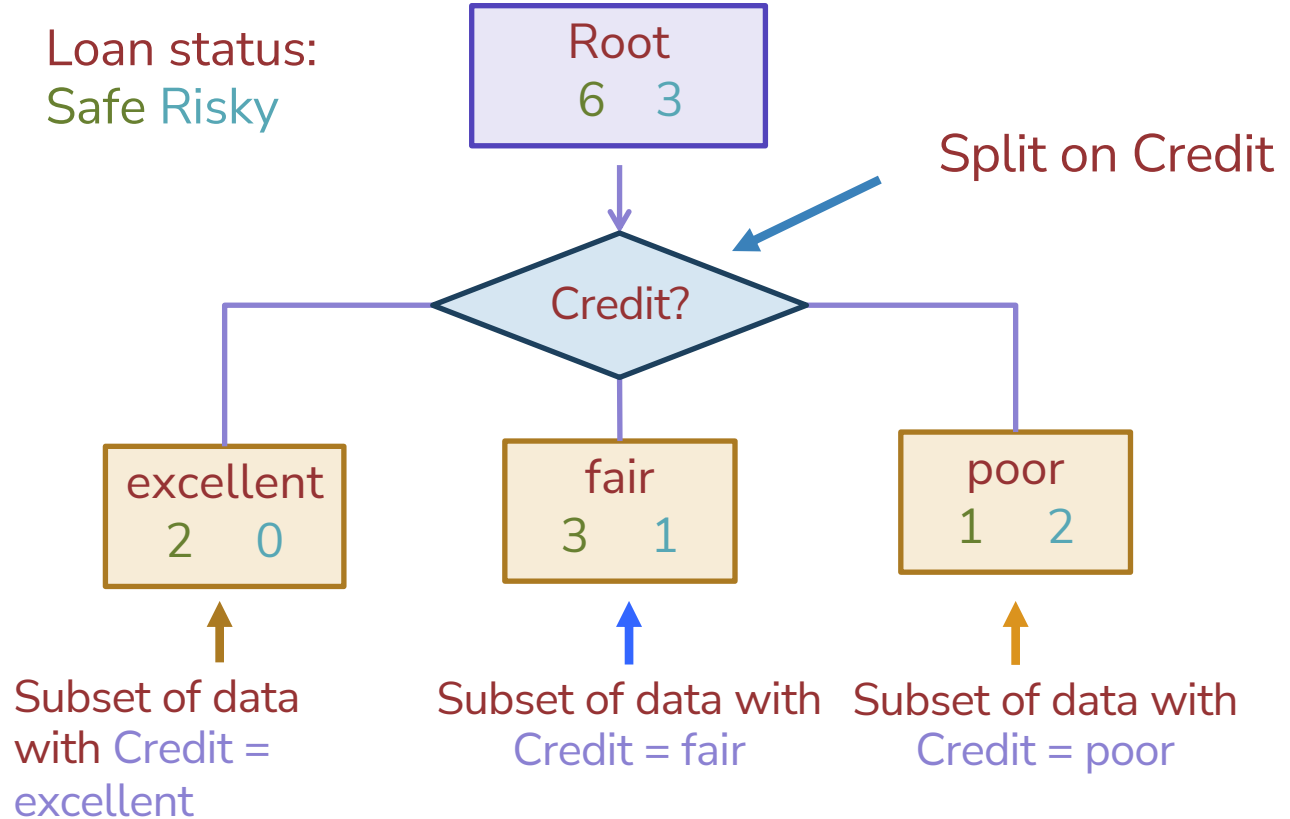 Loan status:
Safe Risky
Root
6 3
Split on Credit
Credit?
excellent
2 0
fair
3 1
poor
1 2
Subset of data
with Credit =
excellent
Subset of data with
Credit = fair
Subset of data with
Credit = poor